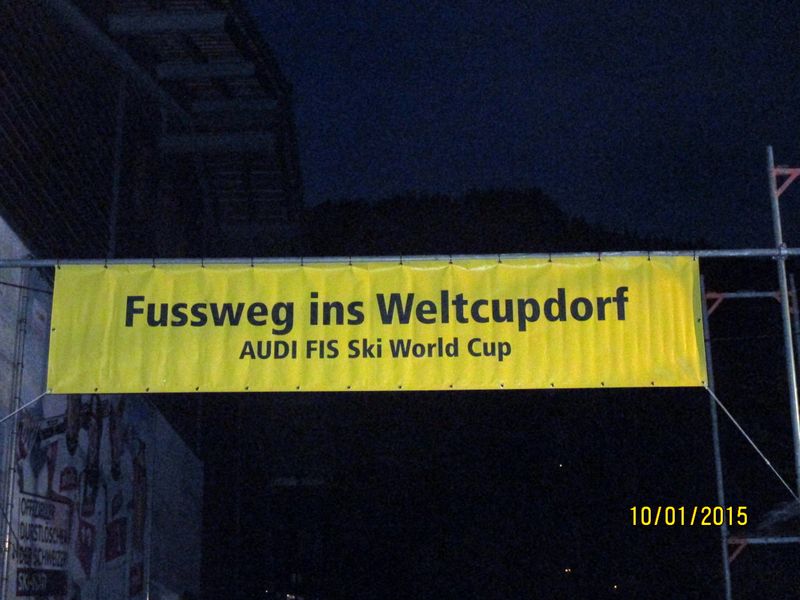 Fussweg ins Weltcupdorf
AUDI FIS Ski World Cup
10/01/2015